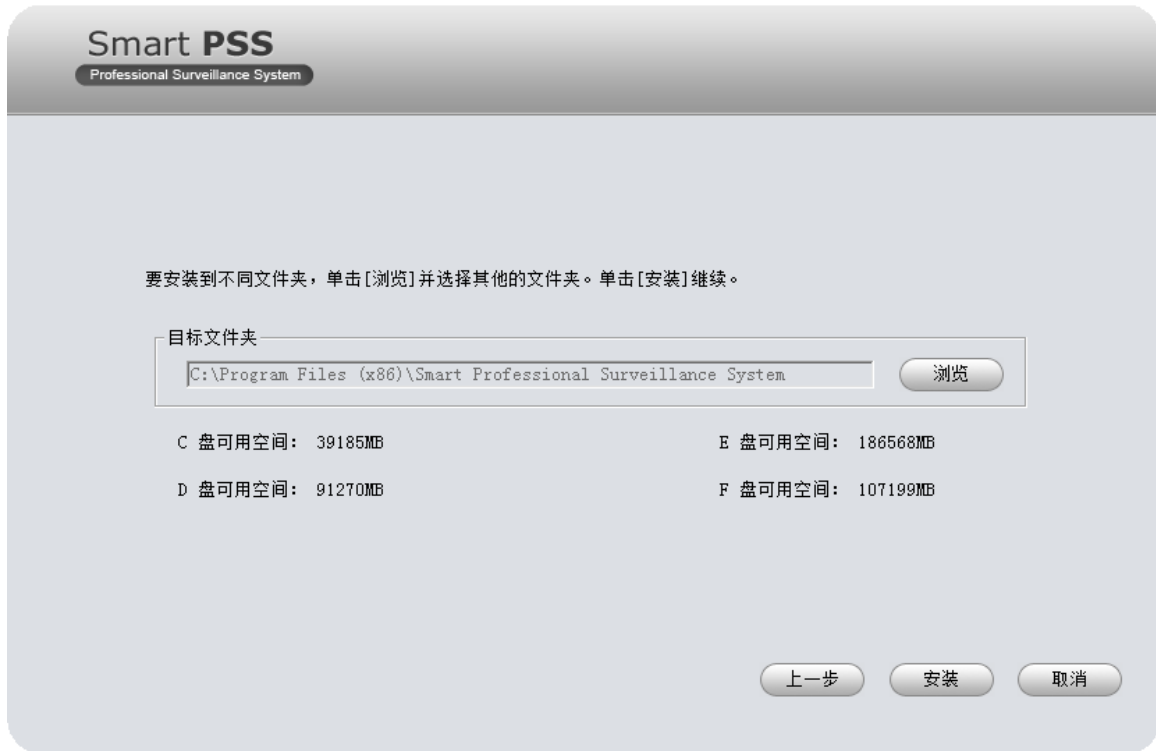 Smart PSS
Professional Surveillance System
要安装到不同文件夹，单击[浏览]并选择其他的文件夹。单击[安装]继续。
目标文件夹
C:\Program Files (x86)\Smart Professional Surveillance System
浏览
C 盘可用空间： 39185MB
E 盘可用空间： 186568MB
D 盘可用空间： 91270MB
F 盘可用空间： 107199MB
上一步
安装
取消